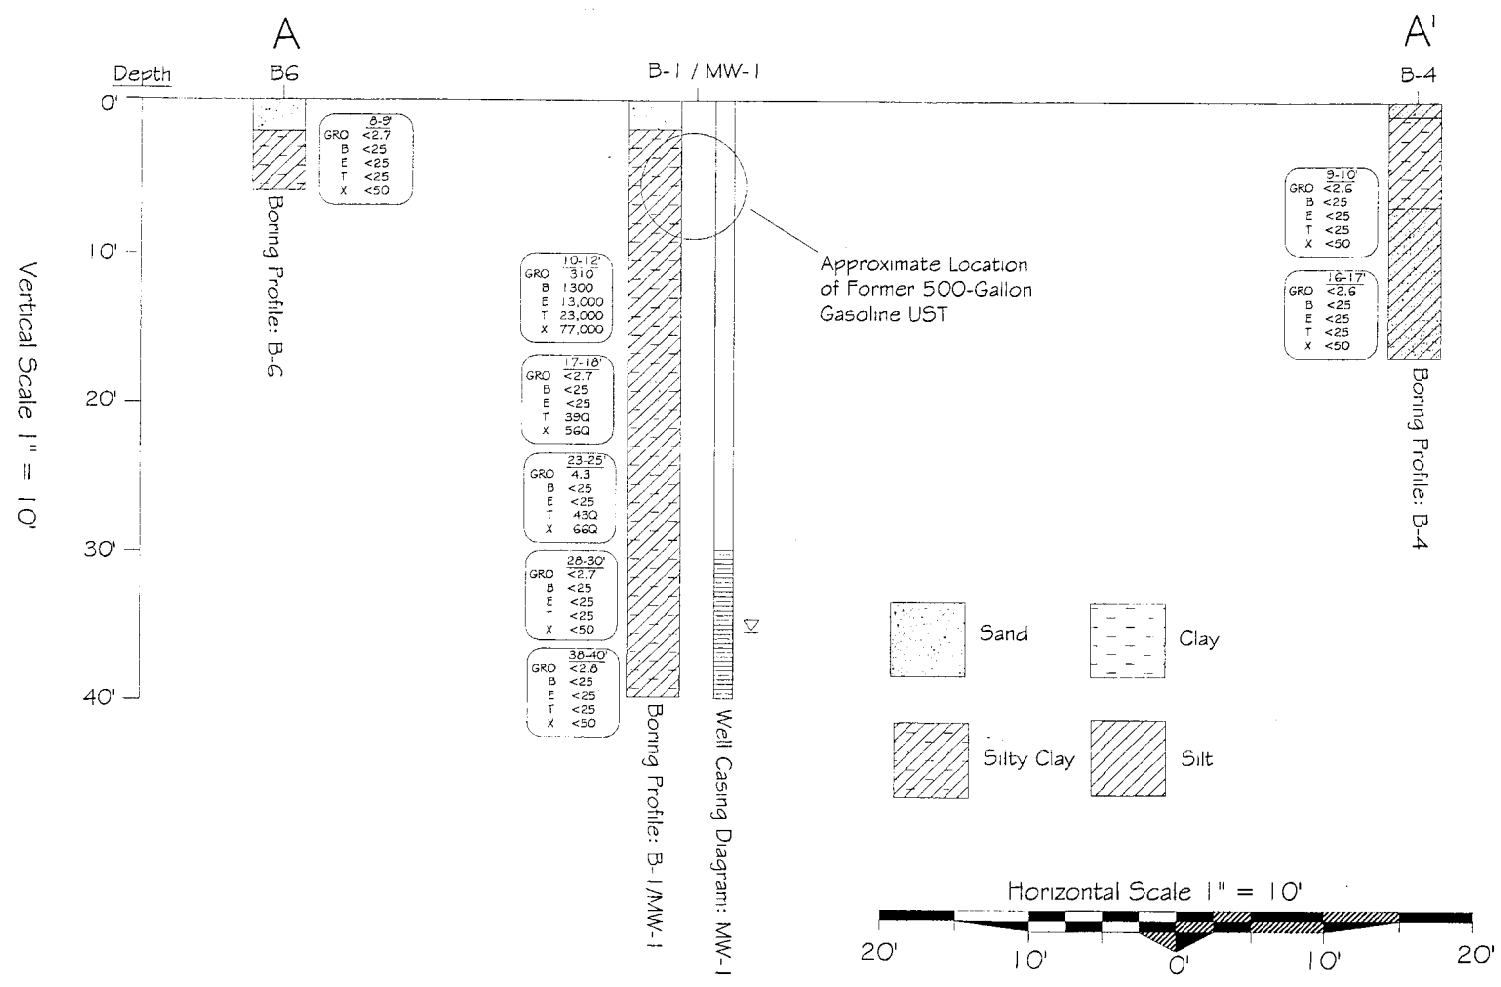 A
A'
Depth
B6
B-1 / MW-1
B-4
0'
10'
20'
30'
40'
Vertical Scale 1" = 10'
8-9'
GRO <2.7
B <25
E <25
T <25
X <50
Boring Profile: B-6
10-12'
GRO 310
B 1300
E 13,000
T 23,000
X 77,000
17-18'
GRO <2.7
B <25
E <25
T 39Q
X 56Q
23-25'
GRO 4.3
B <25
E <25
T 43Q
X 66Q
28-30'
GRO <2.7
B <25
E <25
T <25
X <50
38-40'
GRO <2.8
B <25
E <25
T <25
X <50
Boring Profile: B-1/MW-1
Well Casing Diagram: MW-1
Approximate Location
of Former 500-Gallon
Gasoline UST
9-10'
GRO <2.6
B <25
E <25
T <25
X <50
16-17'
GRO <2.6
B <25
E <25
T <25
X <50
Boring Profile: B-4
Sand
Clay
Silty Clay
Silt
Horizontal Scale 1" = 10'
20' 10' 0' 10' 20'